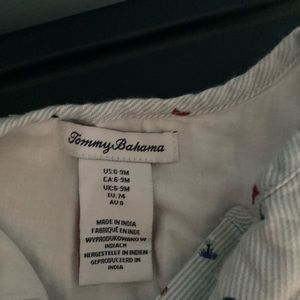 Tommy Bahama
US:6-9M
CA:6-9M
UK:6-9M
EU:74
AU:0
MADE IN INDIA
FABRIQUÉ EN INDE
WYPRODUKOWANO W
INDIACH
HERGESTELLT IN INDIEN
GEPRODUCEERD IN
INDIA